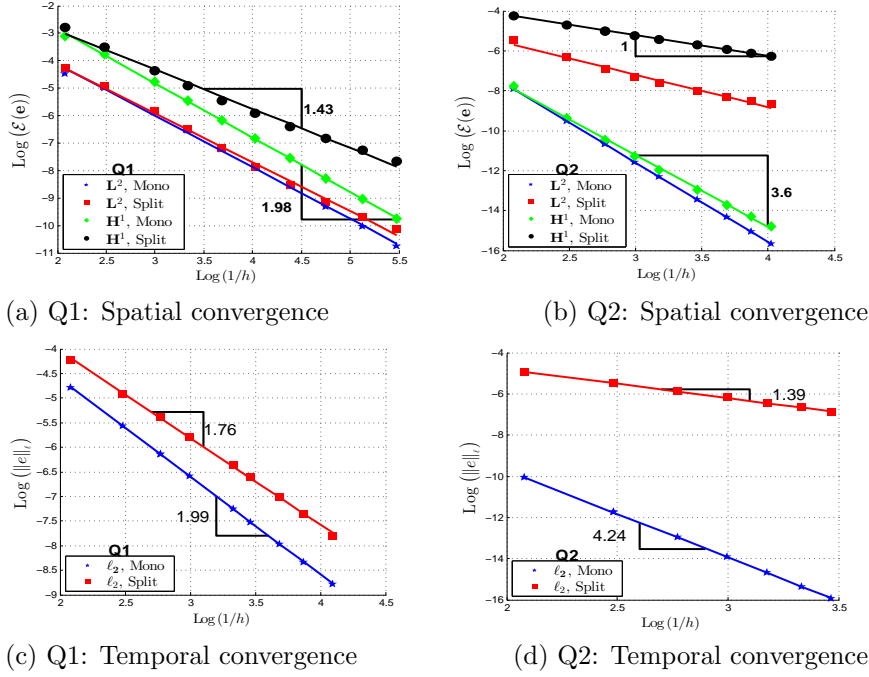 −2
−3
−4
−5
−6
−7
−8
−9
−10
−11
Log (ℰ(e))
1.43
1.98
Q1
L², Mono
L², Split
H¹, Mono
H¹, Split
2 2.5 3 3.5 4 4.5 5 5.5
Log (1/h)
(a) Q1: Spatial convergence
−4
−6
−8
−10
−12
−14
−16
Log (ℰ(e))
1
3.6
Q2
L², Mono
L², Split
H¹, Mono
H¹, Split
2 2.5 3 3.5 4 4.5
Log (1/h)
(b) Q2: Spatial convergence
−4
−4.5
−5
−5.5
−6
−6.5
−7
−7.5
−8
−8.5
−9
Log (‖e‖ℓ)
1.76
1.99
Q1
ℓ₂, Mono
ℓ₂, Split
2 2.5 3 3.5 4 4.5
Log (1/h)
(c) Q1: Temporal convergence
−4
−6
−8
−10
−12
−14
−16
Log (‖e‖ℓ)
1.39
4.24
Q2
ℓ₂, Mono
ℓ₂, Split
2 2.5 3 3.5
Log (1/h)
(d) Q2: Temporal convergence